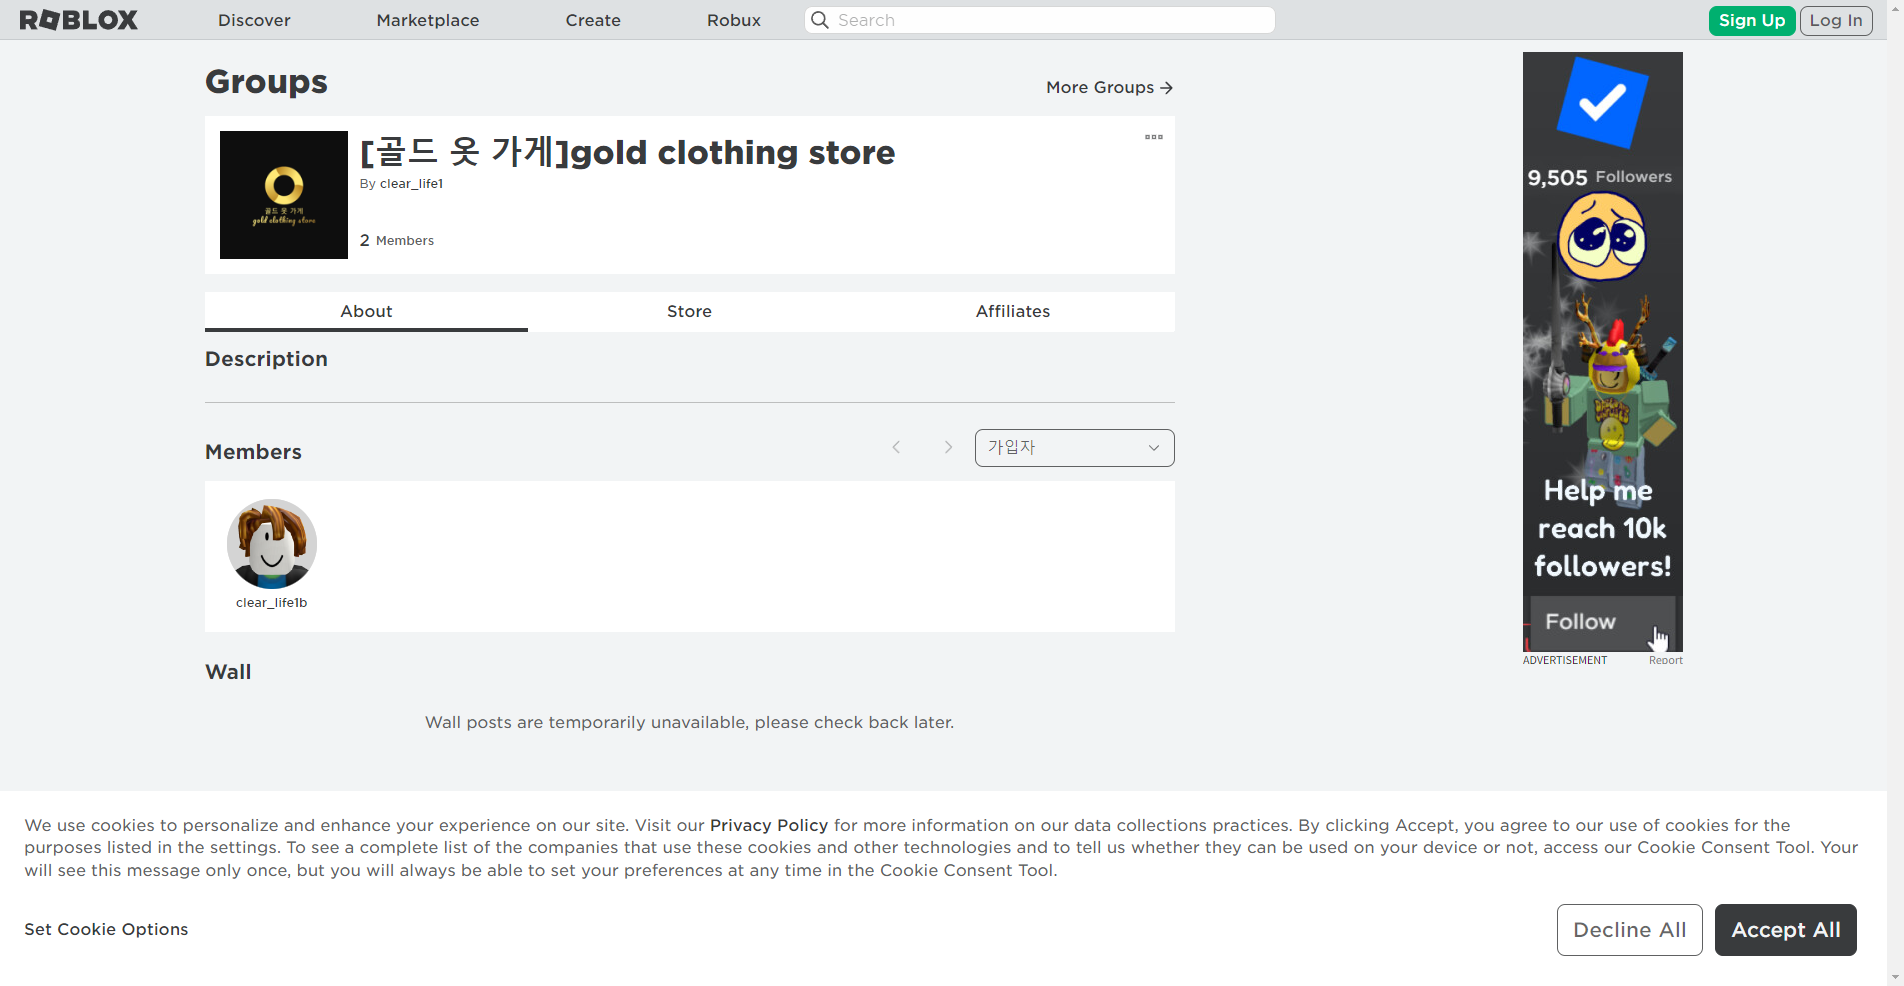 ROBLOX
Discover
Marketplace
Create
Robux
Search
Sign Up
Log In
Groups
More Groups
[골드 옷 가게]gold clothing store
By clear_life1
2 Members
골드 옷 가게
gold clothing store
About
Store
Affiliates
Description
Members
가입자
clear_life1b
Wall
Wall posts are temporarily unavailable, please check back later.
9,505 Followers
Help me
reach 10k
followers!
Follow
ADVERTISEMENT
Report
We use cookies to personalize and enhance your experience on our site. Visit our Privacy Policy for more information on our data collections practices. By clicking Accept, you agree to our use of cookies for the
purposes listed in the settings. To see a complete list of the companies that use these cookies and other technologies and to tell us whether they can be used on your device or not, access our Cookie Consent Tool. Your
will see this message only once, but you will always be able to set your preferences at any time in the Cookie Consent Tool.
Set Cookie Options
Decline All
Accept All